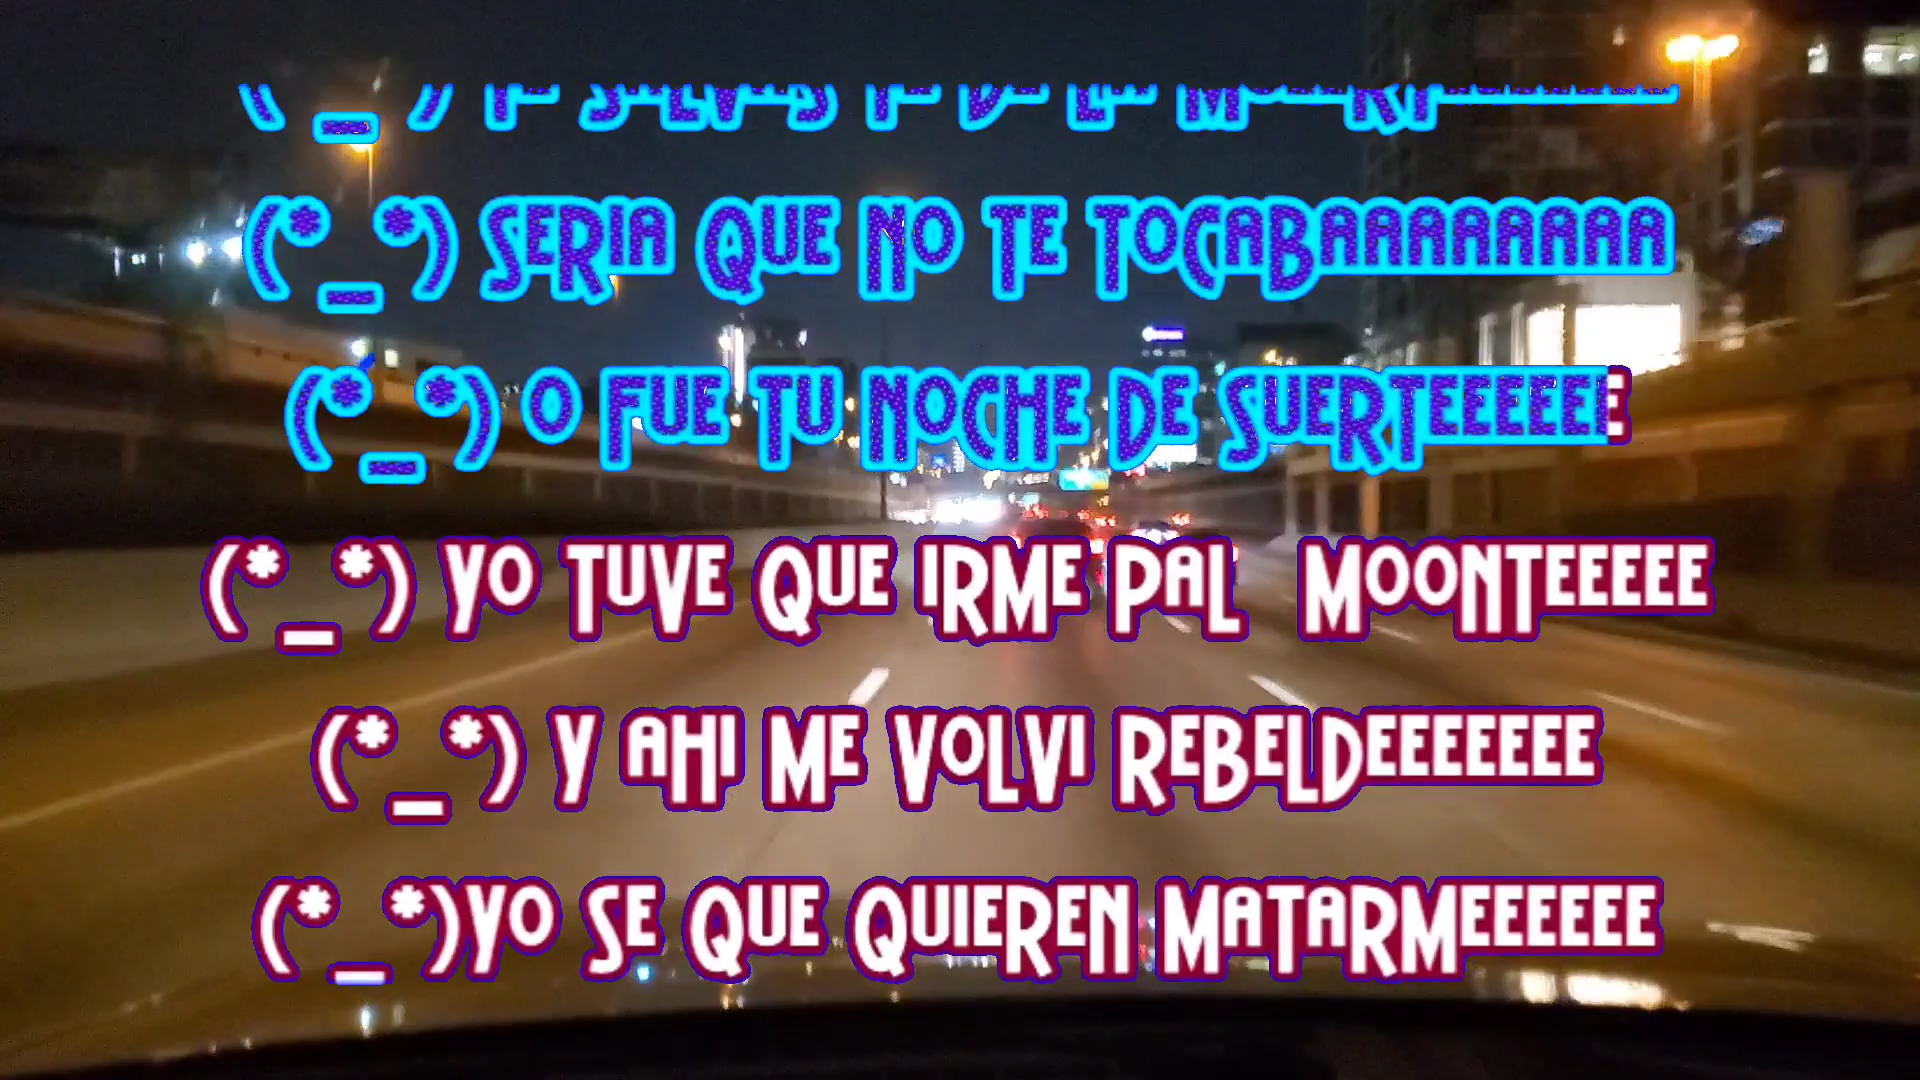 (*_*) SERIA QUE NO TE TOCABAAAAAAAA
(*_*) O FUE TU NOCHE DE SUERTEEEEEE
(*_*) YO TUVE QUE IRME PAL  MOONTEEEEE
(*_*) Y AHI ME VOLVI REBELDEEEEEEE
(*_*)YO SE QUE QUIEREN MATARMEEEEEE